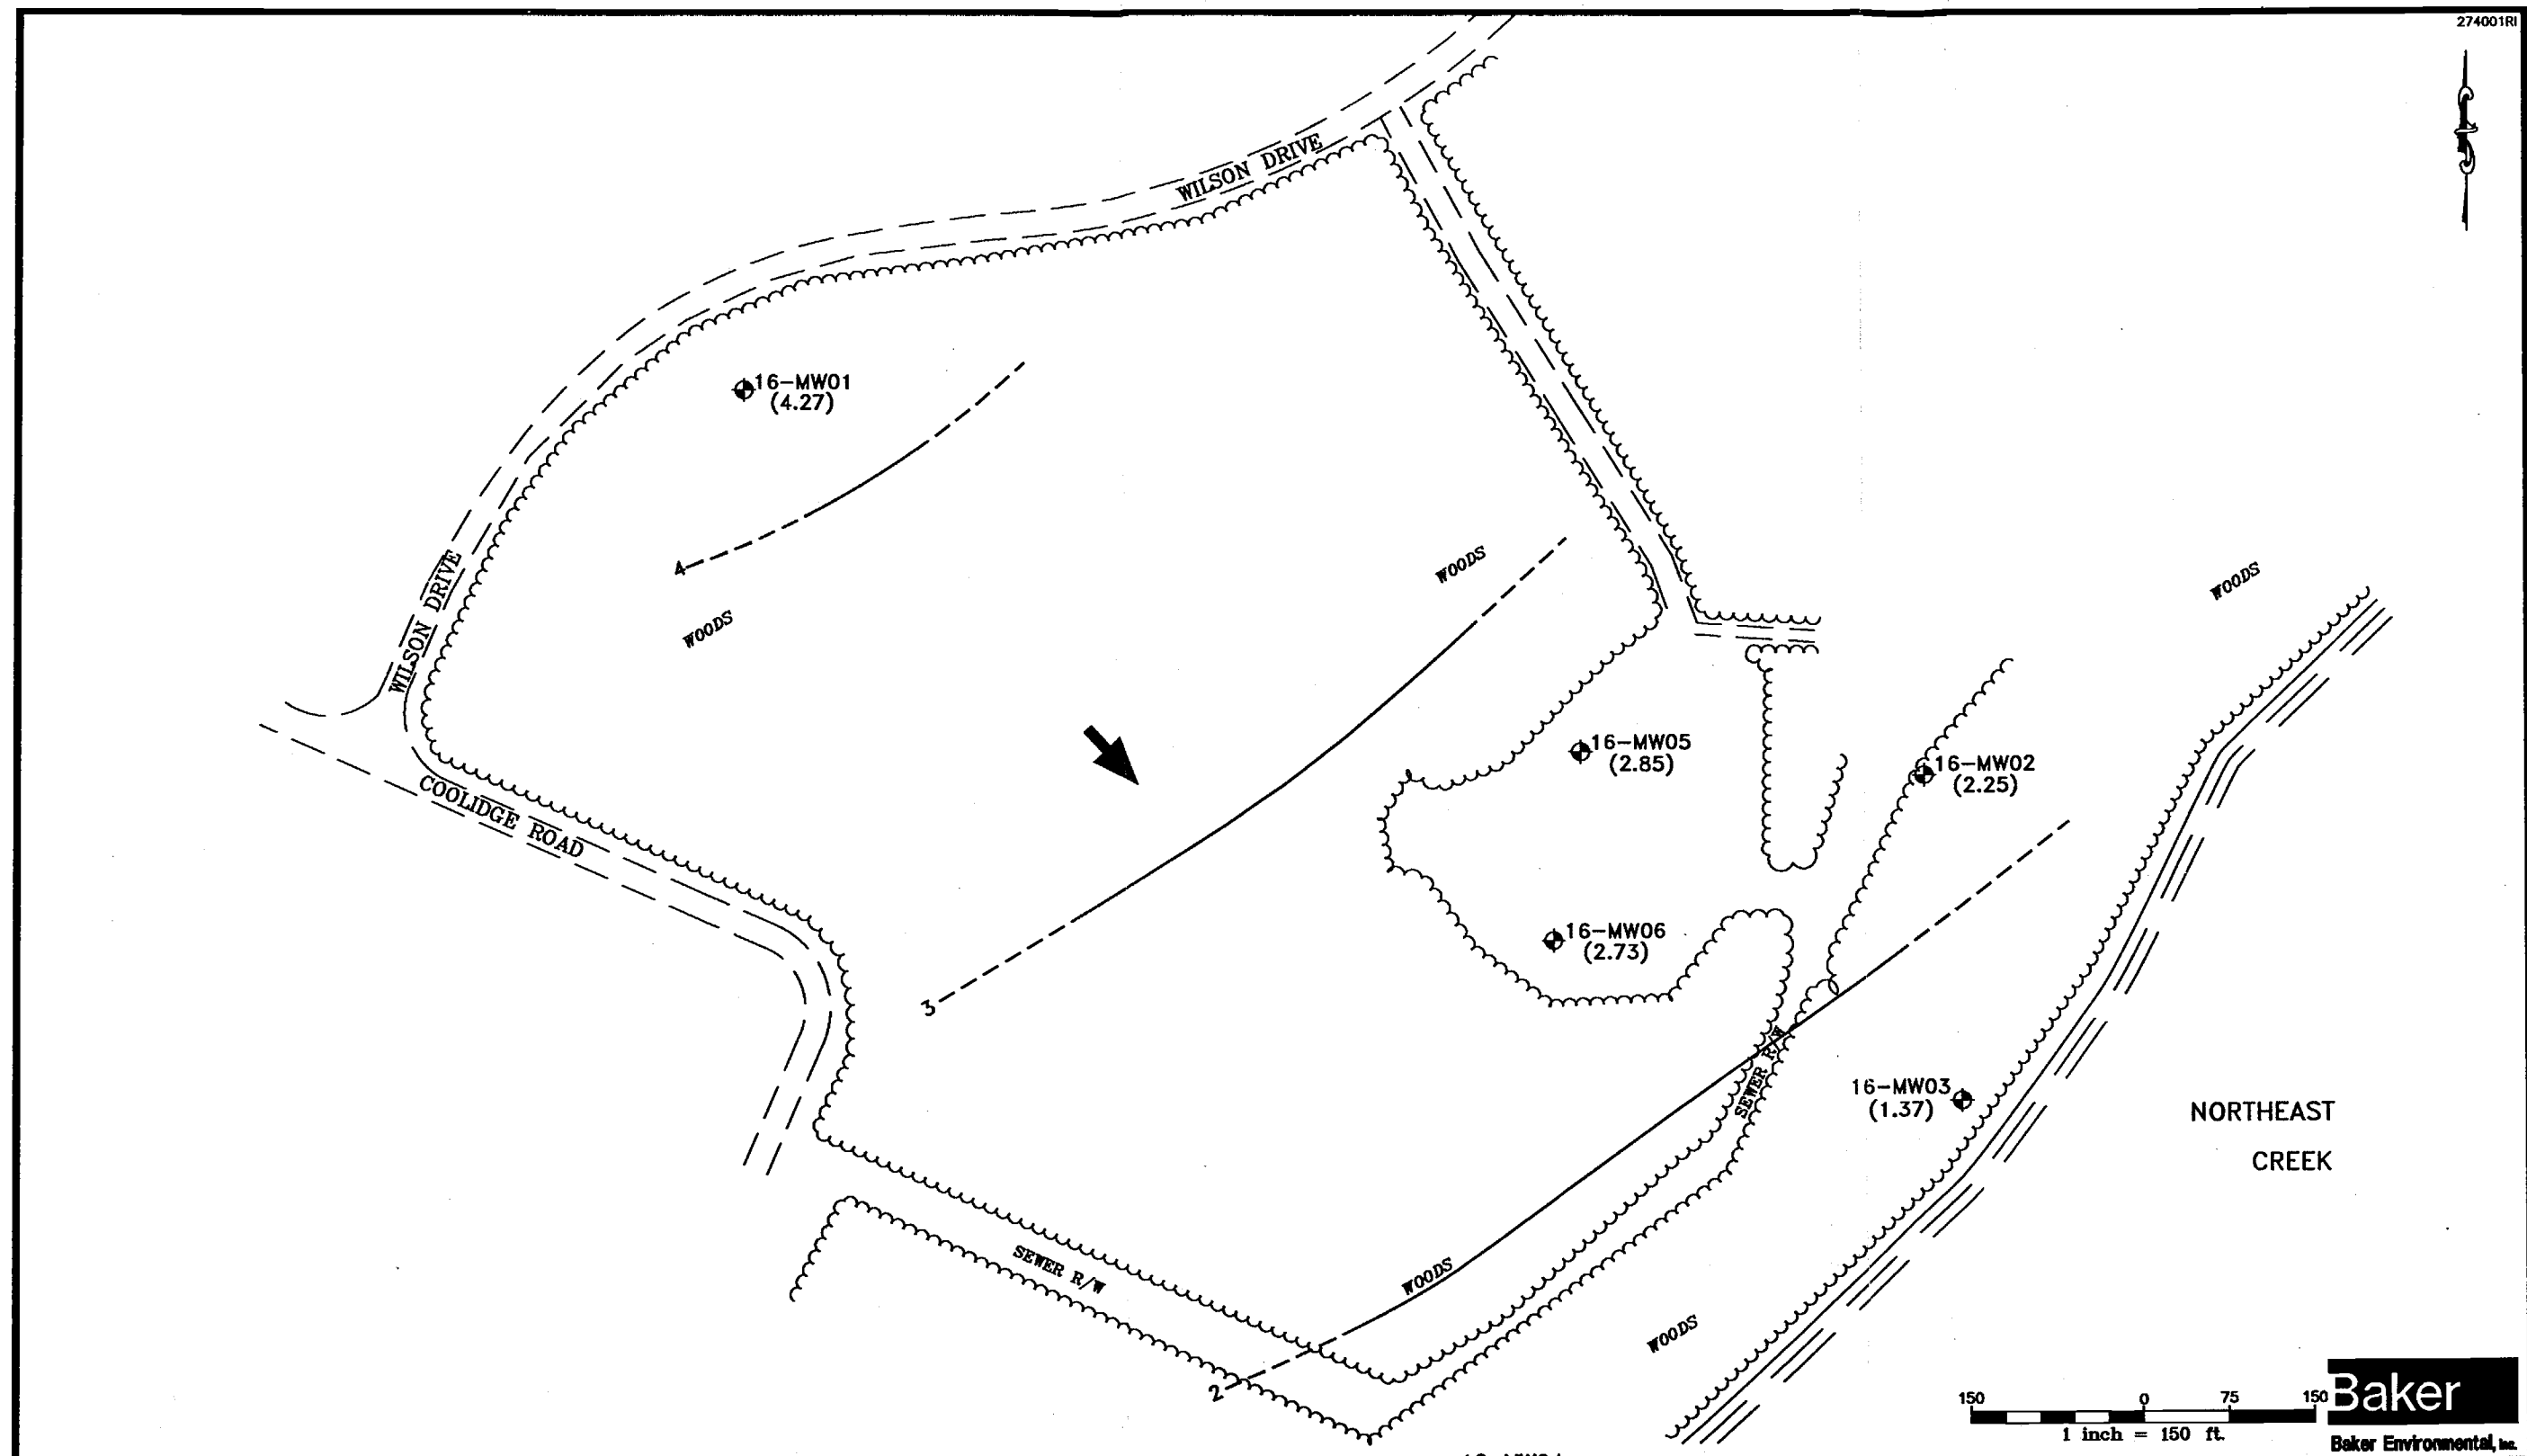 274001RI
WILSON DRIVE
16-MW01
(4.27)
4
WOODS
WOODS
WOODS
WILSON DRIVE
COOLIDGE ROAD
16-MW05
(2.85)
16-MW02
(2.25)
16-MW06
(2.73)
3
SEWER R/W
16-MW03
(1.37)
NORTHEAST
CREEK
SEWER R/W
WOODS
WOODS
2
150 0 75 150
1 inch = 150 ft.
Baker
Baker Environmental, Inc.